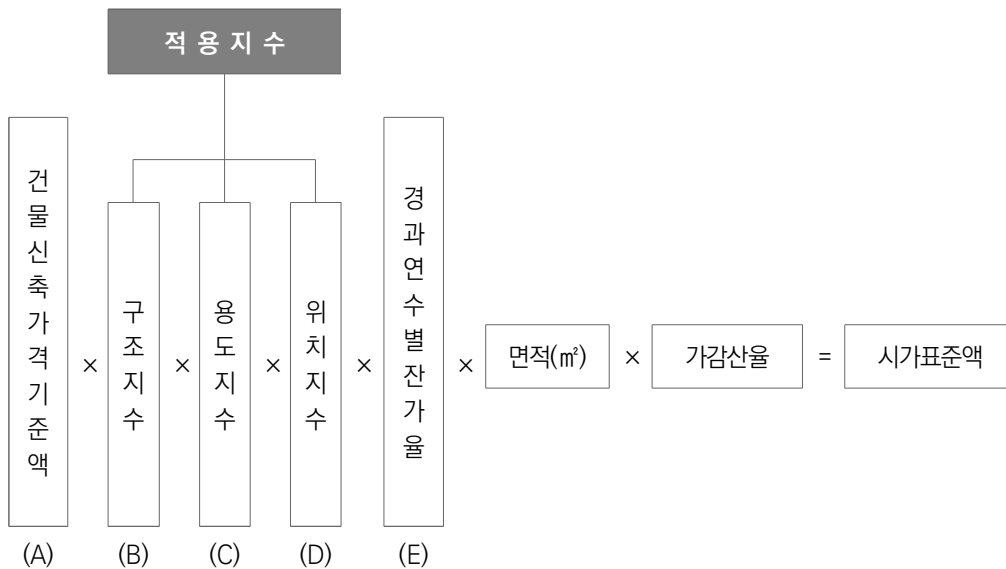 적 용 지 수
건물신축가격기준액
×
구조지수
×
용도지수
×
위치지수
×
경과연수별잔가율
×
면적(㎡)
×
가감산율
=
시가표준액
(A)
(B)
(C)
(D)
(E)